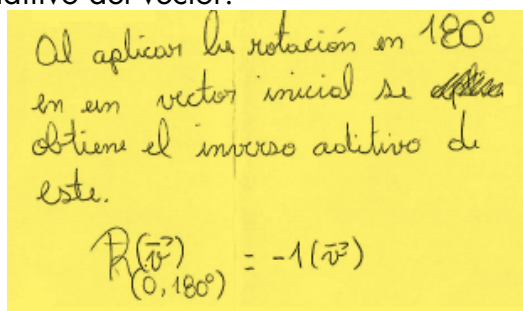 aditivo del vector.
Al aplicar la rotación en 180°
en un vector inicial se
obtiene el inverso aditivo de
este.
R(v⃗) = -1(v⃗)
(0,180°)